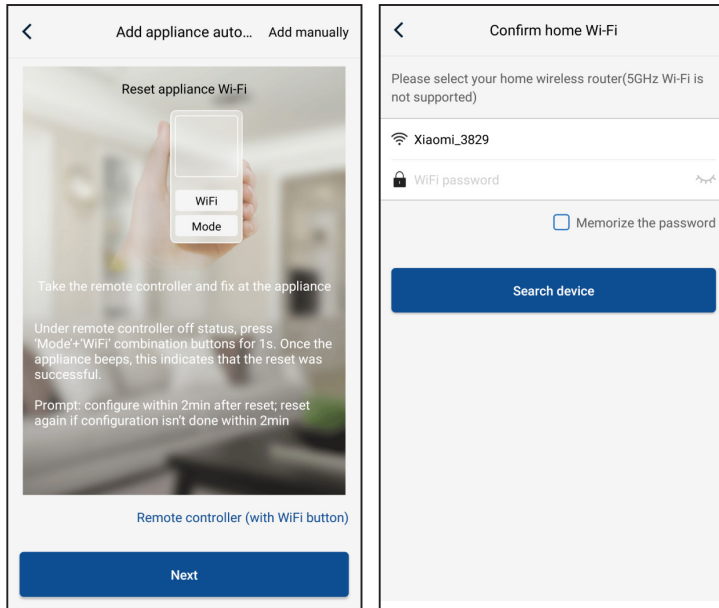 Add appliance auto... Add manually
Reset appliance Wi-Fi
WiFi
Mode
Take the remote controller and fix at the appliance
Under remote controller off status, press
'Mode'+'WiFi' combination buttons for 1s. Once the
appliance beeps, this indicates that the reset was
successful.
Prompt: configure within 2min after reset; reset
again if configuration isn't done within 2min
Remote controller (with WiFi button)
Next
Confirm home Wi-Fi
Please select your home wireless router(5GHz Wi-Fi is
not supported)
Xiaomi_3829
WiFi password
Memorize the password
Search device